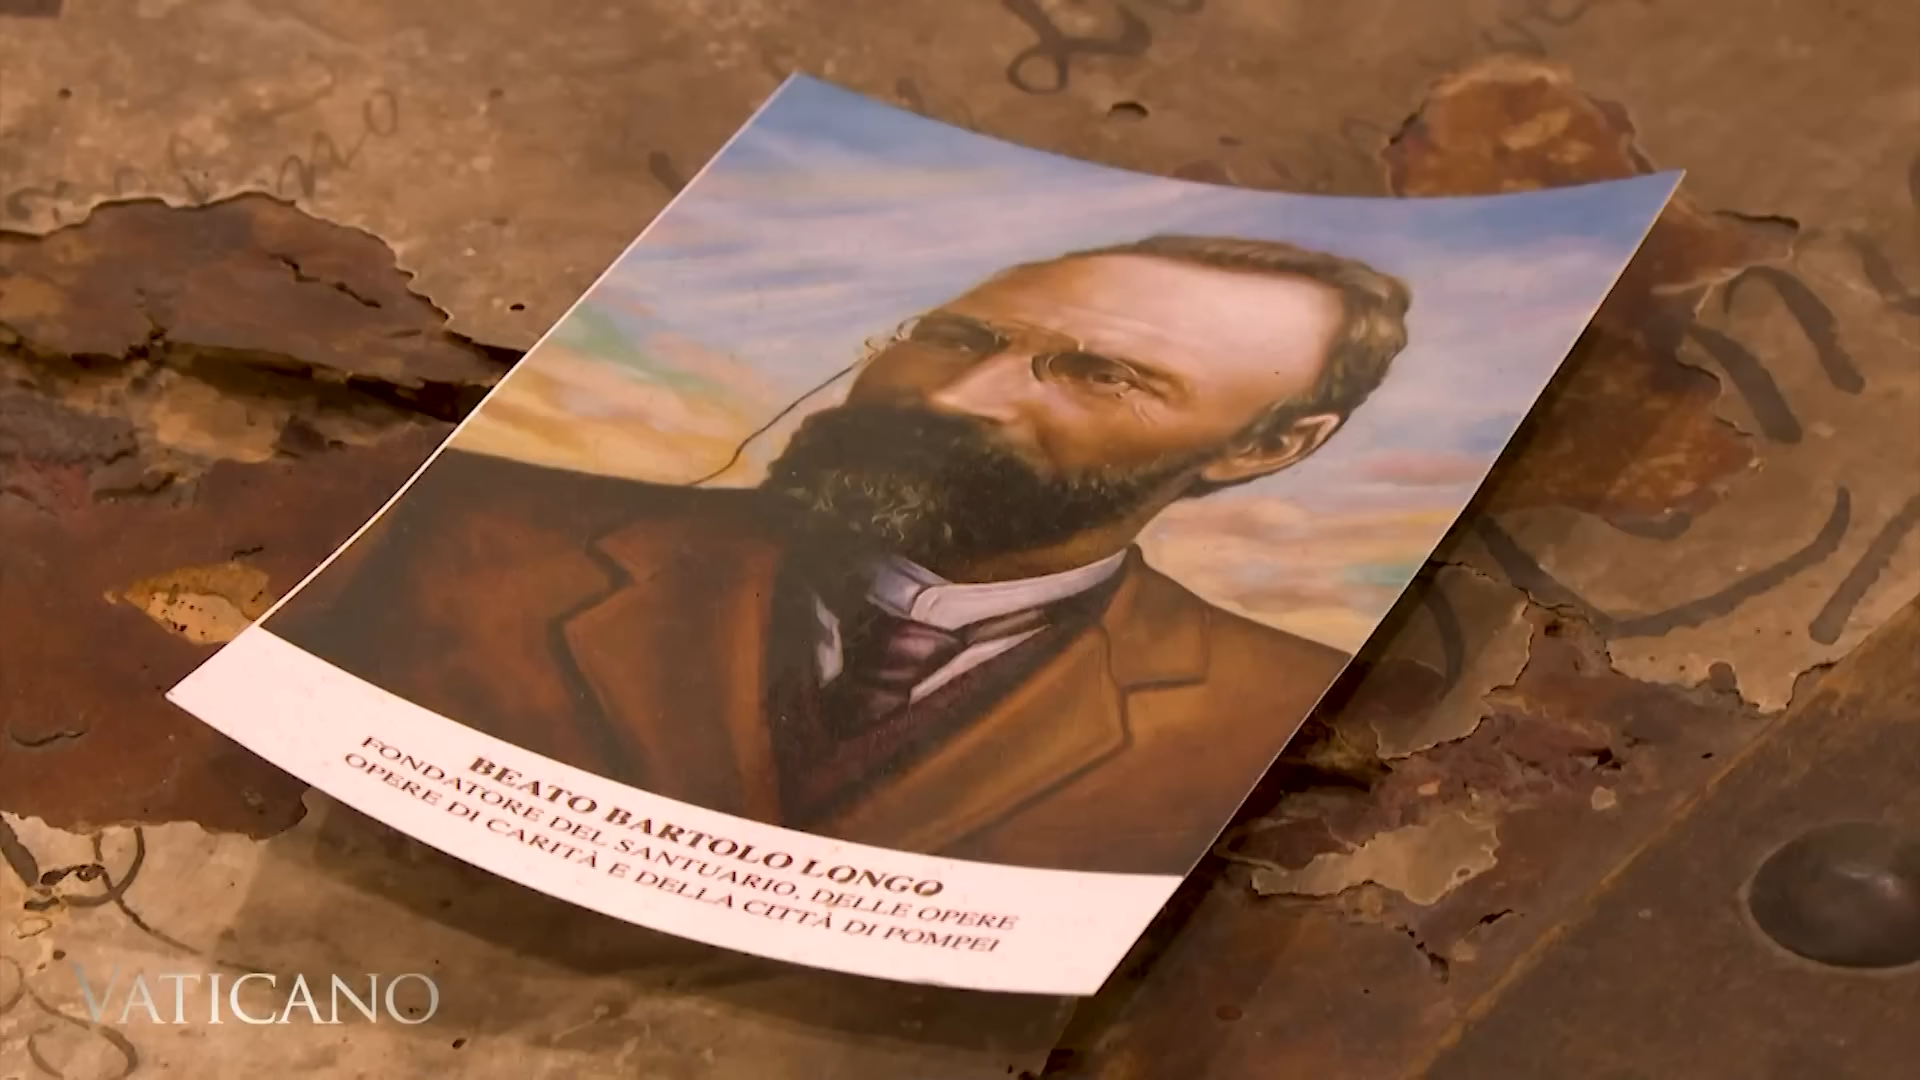 BEATO BARTOLO LONGO
FONDATORE DEL SANTUARIO, DELLE OPERE
OPERE DI CARITÀ E DELLA CITTÀ DI POMPEI
VATICANO